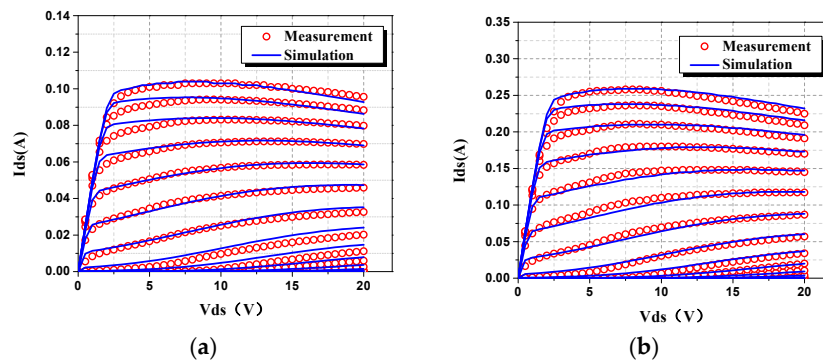 0.14
0.12
0.10
0.08
0.06
0.04
0.02
0.00
Ids(A)
0
5
10
15
20
Vds（V）
Measurement
Simulation
(a)
0.35
0.30
0.25
0.20
0.15
0.10
0.05
0.00
Ids(A)
0
5
10
15
20
Vds（V）
Measurement
Simulation
(b)